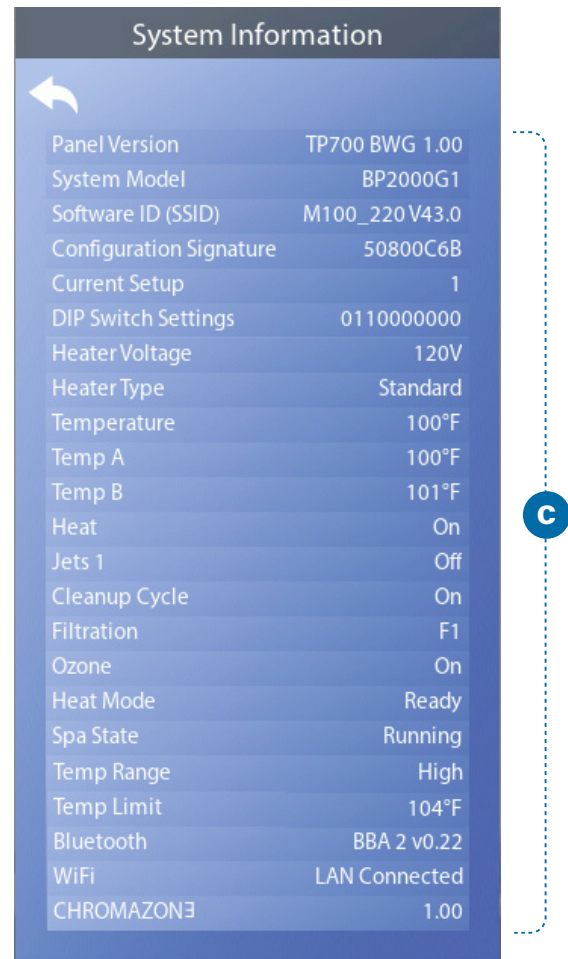 System Information
Panel Version TP700 BWG 1.00
System Model BP2000G1
Software ID (SSID) M100_220 V43.0
Configuration Signature 50800C6B
Current Setup 1
DIP Switch Settings 0110000000
Heater Voltage 120V
Heater Type Standard
Temperature 100°F
Temp A 100°F
Temp B 101°F
Heat On
Jets 1 Off
Cleanup Cycle On
Filtration F1
Ozone On
Heat Mode Ready
Spa State Running
Temp Range High
Temp Limit 104°F
Bluetooth BBA 2 v0.22
WiFi LAN Connected
CHROMAZONƎ 1.00
C